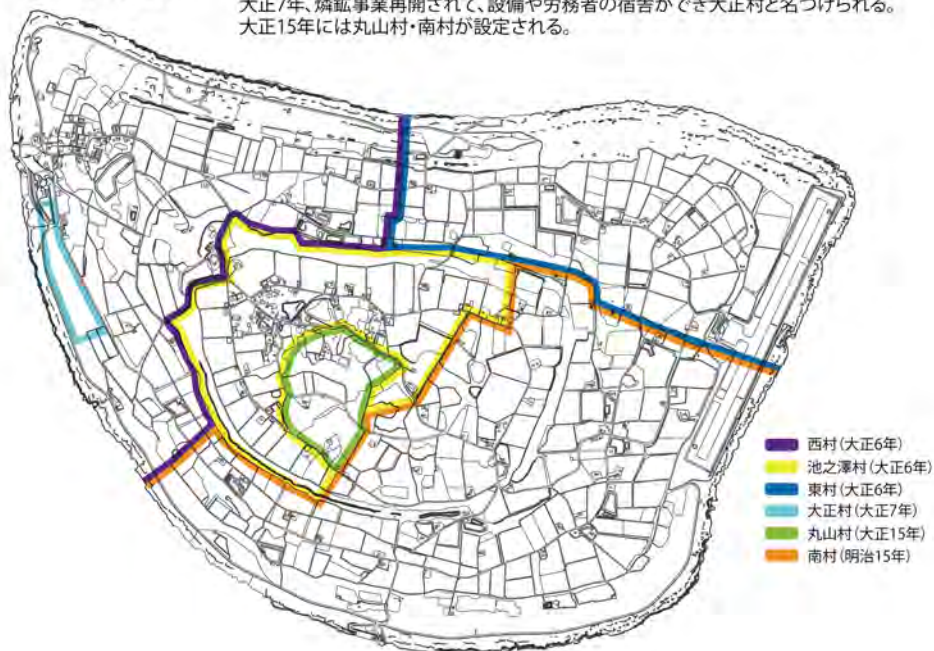 大正7年、燐鉱事業再開されて、設備や労務者の宿舎ができ大正村と名づけられる。
大正15年には丸山村・南村が設定される。
西村(大正6年)
池之澤村(大正6年)
東村(大正6年)
大正村(大正7年)
丸山村(大正15年)
南村(明治15年)